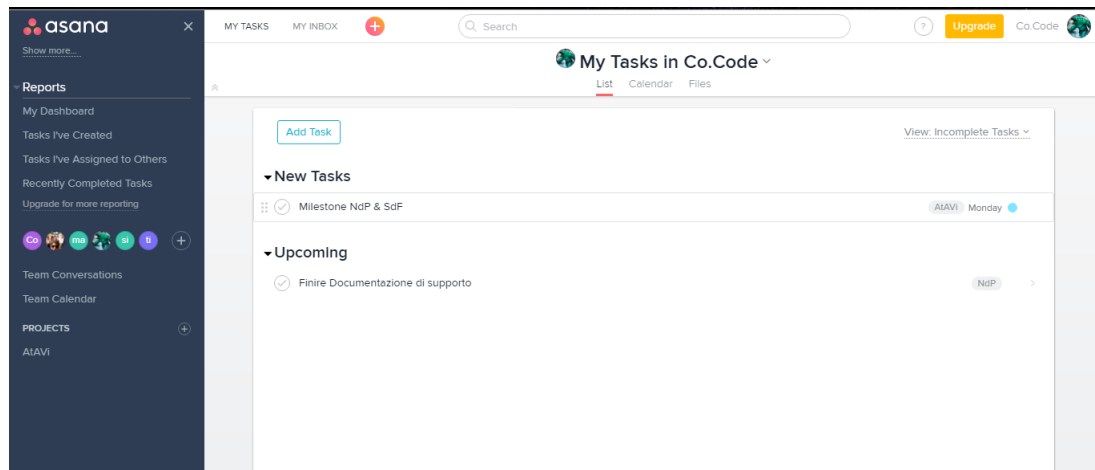 asana
Show more...
Reports
My Dashboard
Tasks I've Created
Tasks I've Assigned to Others
Recently Completed Tasks
Upgrade for more reporting
Co ma si ti
Team Conversations
Team Calendar
PROJECTS
AtAVi
MY TASKS MY INBOX Search ? Upgrade Co.Code
My Tasks in Co.Code
List Calendar Files
Add Task View: Incomplete Tasks
New Tasks
Milestone NdP & SdF AtAVi Monday
Upcoming
Finire Documentazione di supporto NdP